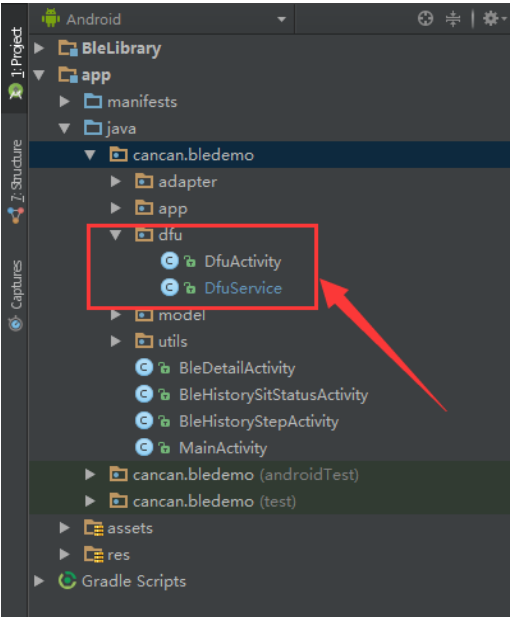 Android
1: Project
BleLibrary
app
manifests
java
cancan.bledemo
adapter
app
dfu
DfuActivity
DfuService
model
utils
BleDetailActivity
BleHistorySitStatusActivity
BleHistoryStepActivity
MainActivity
cancan.bledemo (androidTest)
cancan.bledemo (test)
assets
res
Gradle Scripts
7: Structure
Captures